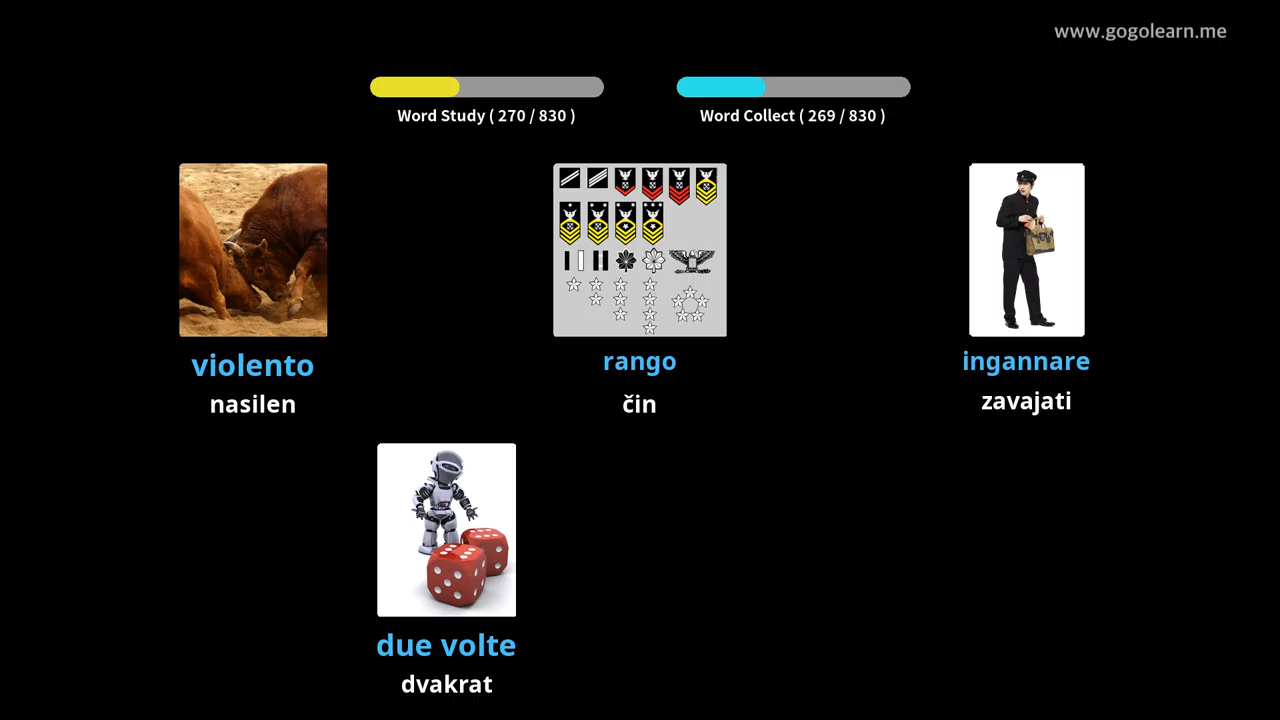 www.gogolearn.me
Word Study ( 270 / 830 )
Word Collect ( 269 / 830 )
violento
rango
ingannare
nasilen
čin
zavajati
due volte
dvakrat